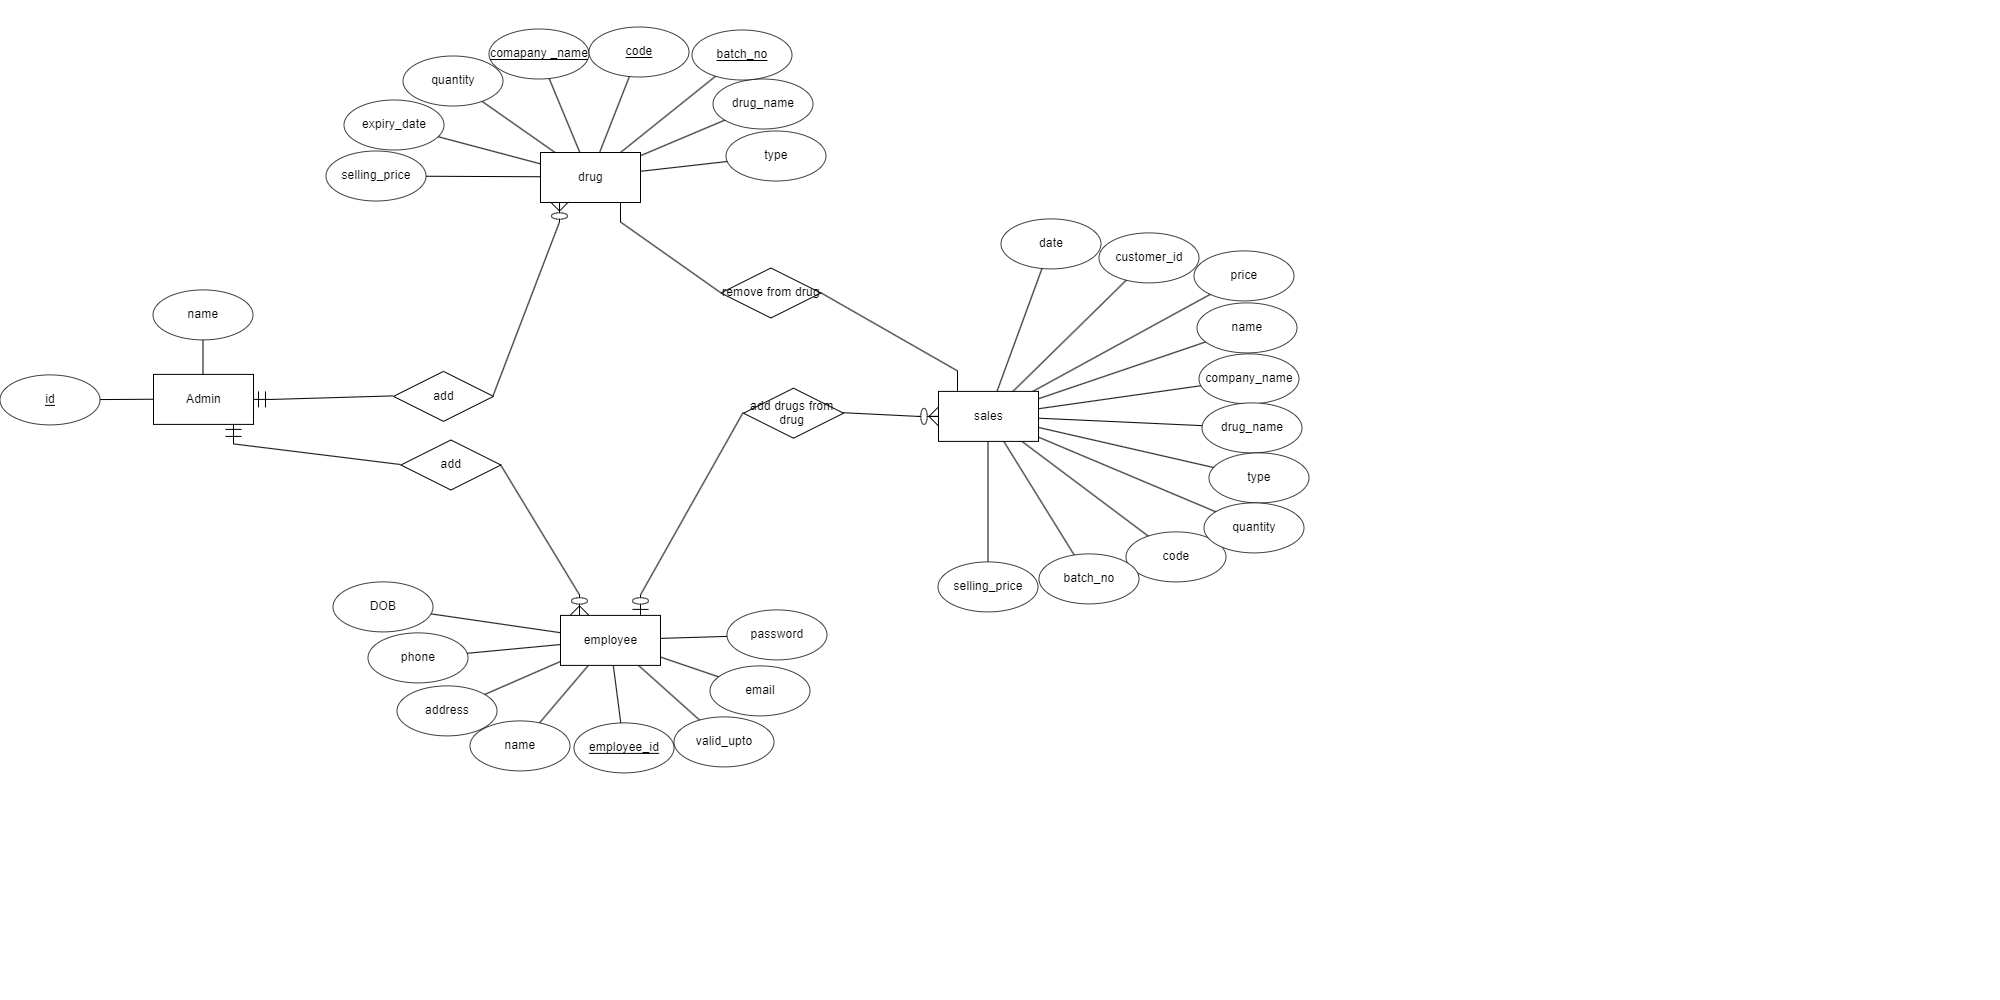 comapany_name
code
batch_no
quantity
drug_name
expiry_date
type
selling_price
drug
date
customer_id
price
remove from drug
name
name
company_name
id
Admin
add
add drugs from
drug
sales
drug_name
add
type
quantity
code
batch_no
selling_price
DOB
employee
password
phone
email
address
name
employee_id
valid_upto